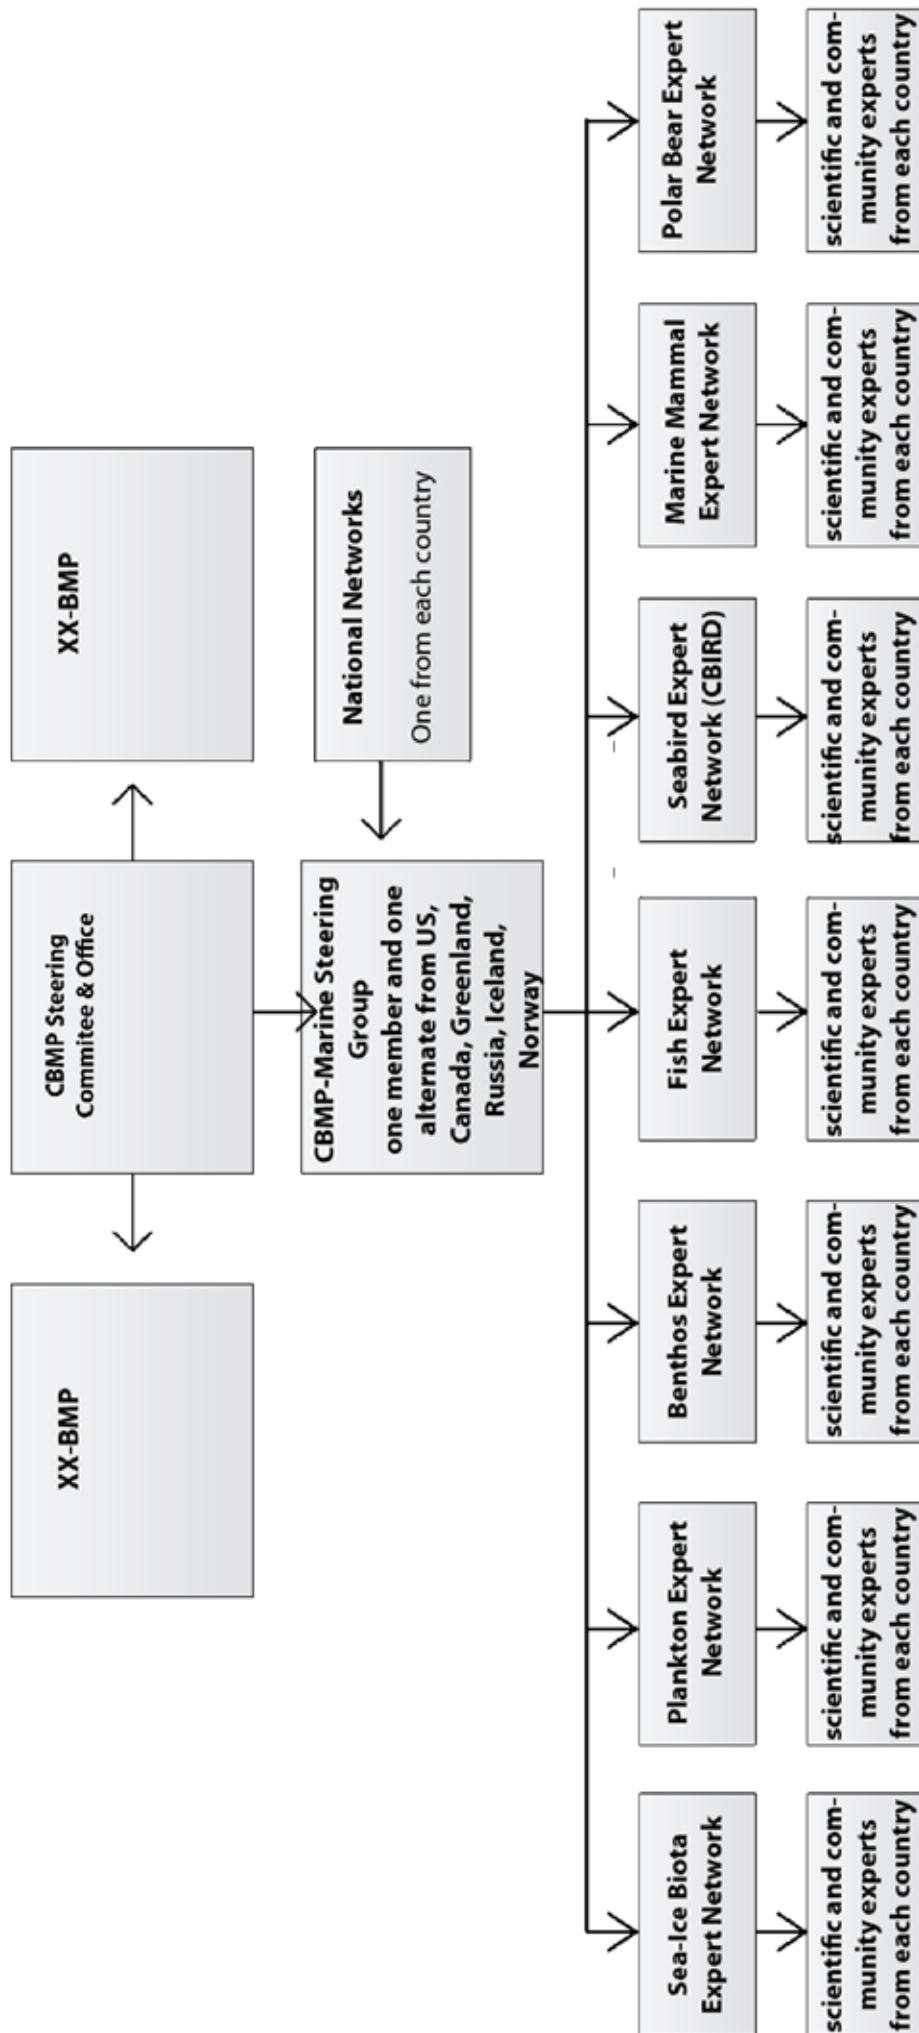 XX-BMP
CBMP Steering
Commitee & Office
XX-BMP
CBMP-Marine Steering
Group
one member and one
alternate from US,
Canada, Greenland,
Russia, Iceland,
Norway
National Networks
One from each country
Sea-Ice Biota
Expert Network
Plankton Expert
Network
Benthos Expert
Network
Fish Expert
Network
Seabird Expert
Network (CBIRD)
Marine Mammal
Expert Network
Polar Bear Expert
Network
scientific and com-
munity experts
from each country
scientific and com-
munity experts
from each country
scientific and com-
munity experts
from each country
scientific and com-
munity experts
from each country
scientific and com-
munity experts
from each country
scientific and com-
munity experts
from each country
scientific and com-
munity experts
from each country